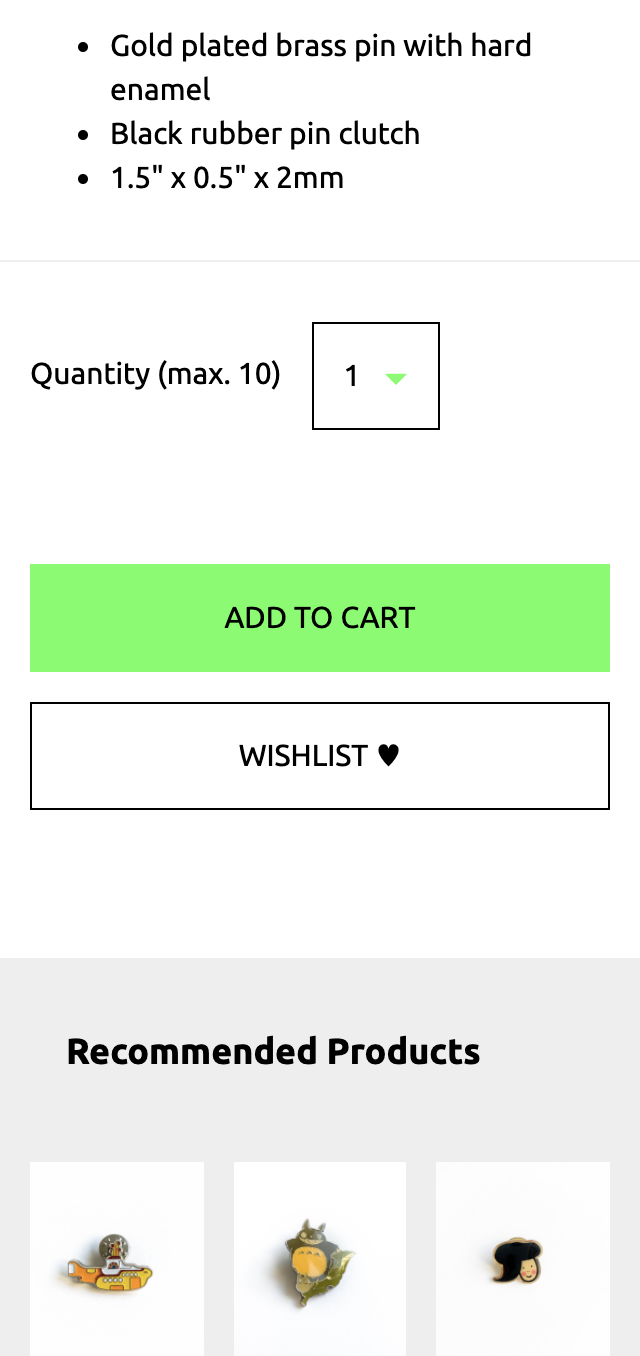 Gold plated brass pin with hard
enamel
Black rubber pin clutch
1.5" x 0.5" x 2mm
Quantity (max. 10)
1
ADD TO CART
WISHLIST ♥
Recommended Products